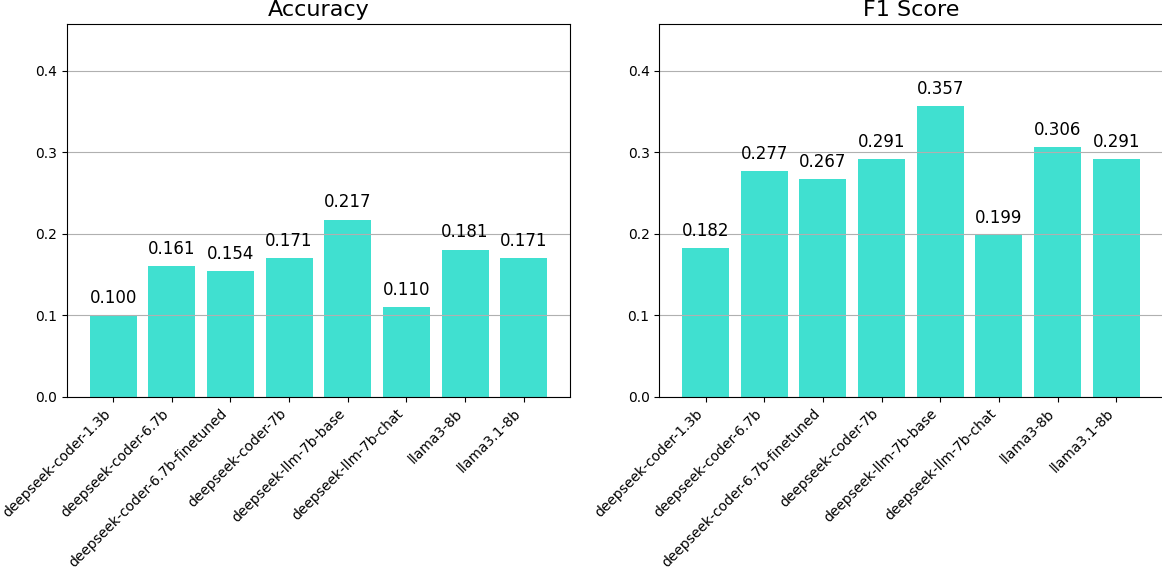 Accuracy
0.4
0.3
0.2
0.1
0.0
0.100
0.161
0.154
0.171
0.217
0.110
0.181
0.171
deepseek-coder-1.3b
deepseek-coder-6.7b
deepseek-coder-6.7b-finetuned
deepseek-coder-7b
deepseek-llm-7b-base
deepseek-llm-7b-chat
llama3-8b
llama3.1-8b
F1 Score
0.4
0.3
0.2
0.1
0.0
0.182
0.277
0.267
0.291
0.357
0.199
0.306
0.291
deepseek-coder-1.3b
deepseek-coder-6.7b
deepseek-coder-6.7b-finetuned
deepseek-coder-7b
deepseek-llm-7b-base
deepseek-llm-7b-chat
llama3-8b
llama3.1-8b